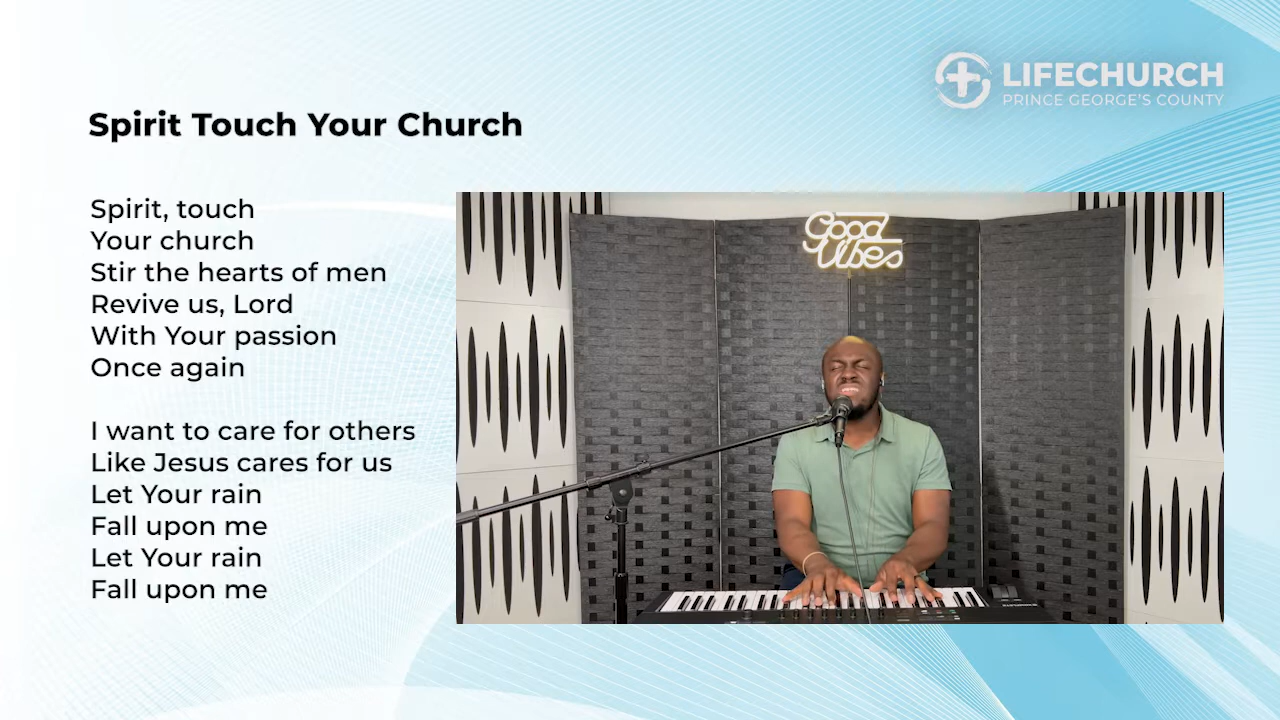 LIFECHURCH
PRINCE GEORGE'S COUNTY
Spirit Touch Your Church
Spirit, touch
Your church
Stir the hearts of men
Revive us, Lord
With Your passion
Once again
I want to care for others
Like Jesus cares for us
Let Your rain
Fall upon me
Let Your rain
Fall upon me
Good
Vibes